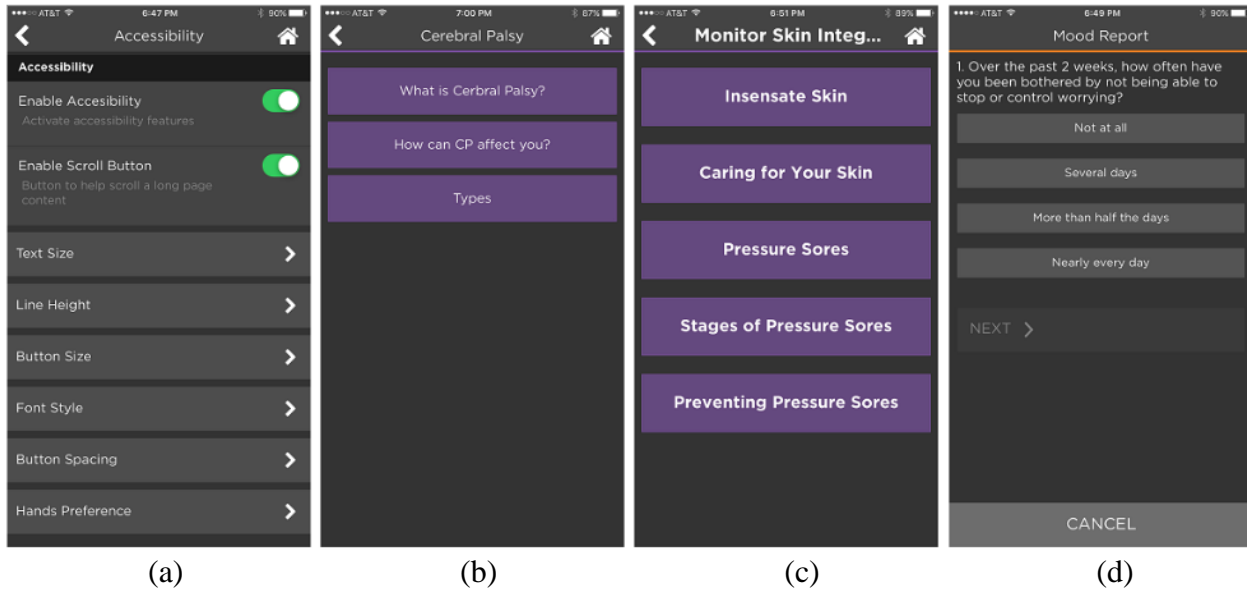 AT&T 6:47 PM 90%
Accessibility
Accessibility
Enable Accesibility
Activate accessibility features
Enable Scroll Button
Button to help scroll a long page
content
Text Size
Line Height
Button Size
Font Style
Button Spacing
Hands Preference
(a)
AT&T 7:00 PM 87%
Cerebral Palsy
What is Cerbral Palsy?
How can CP affect you?
Types
(b)
AT&T 6:51 PM 89%
Monitor Skin Integ...
Insensate Skin
Caring for Your Skin
Pressure Sores
Stages of Pressure Sores
Preventing Pressure Sores
(c)
AT&T 6:49 PM 90%
Mood Report
1. Over the past 2 weeks, how often have
you been bothered by not being able to
stop or control worrying?
Not at all
Several days
More than half the days
Nearly every day
NEXT
CANCEL
(d)